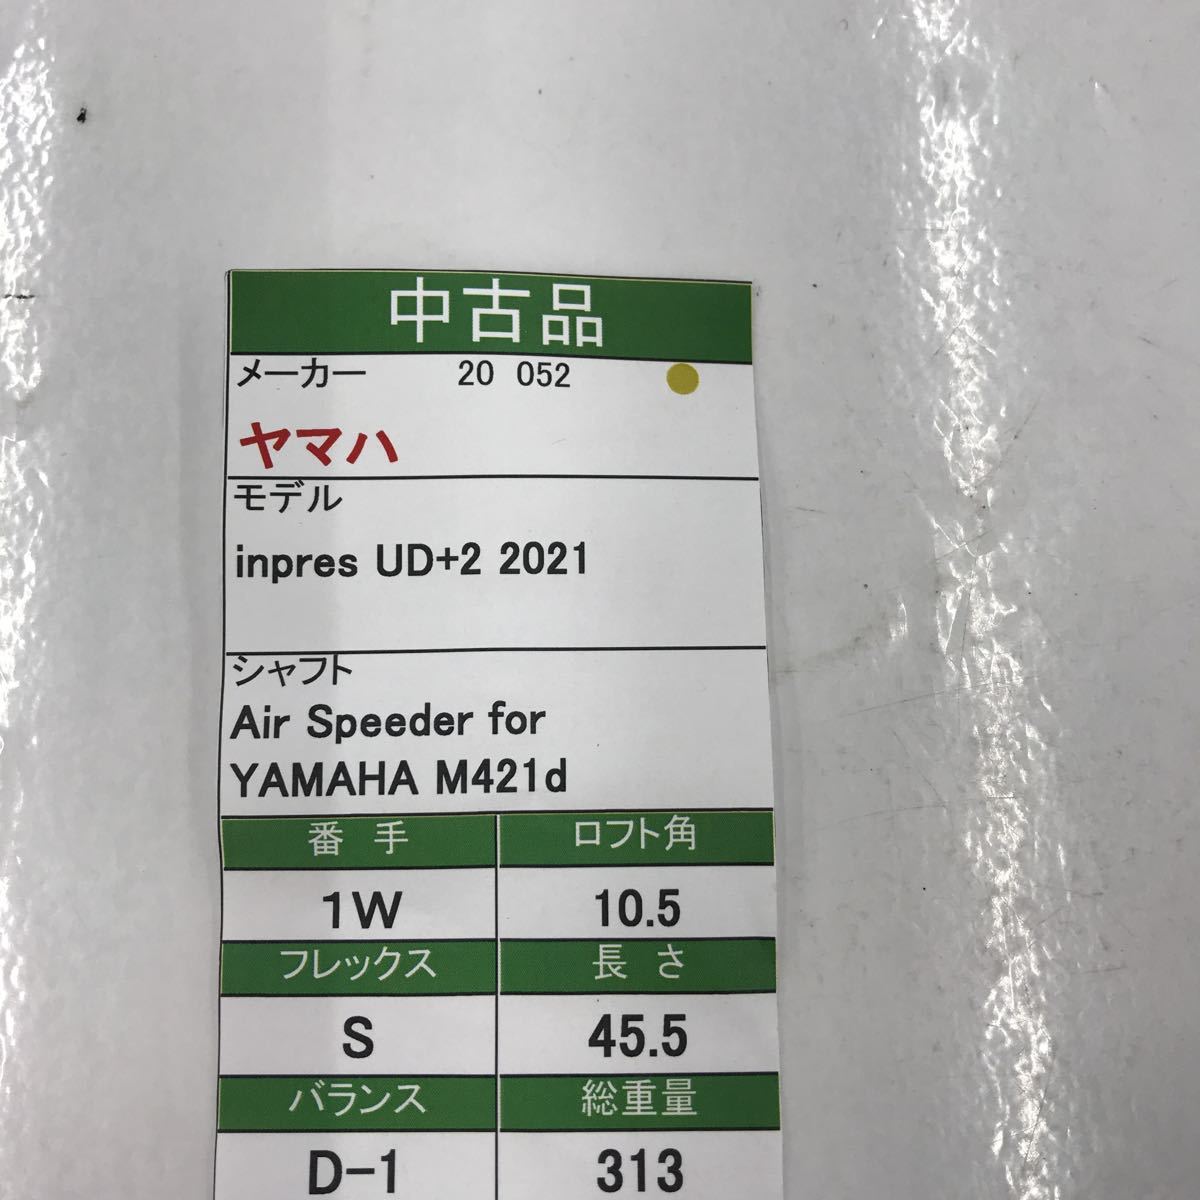 中古品
メーカー 20 052
ヤマハ
モデル
inpres UD+2 2021
シャフト
Air Speeder for
YAMAHA M421d
番 手 ロフト角
1W 10.5
フレックス 長 さ
S 45.5
バランス 総重量
D-1 313